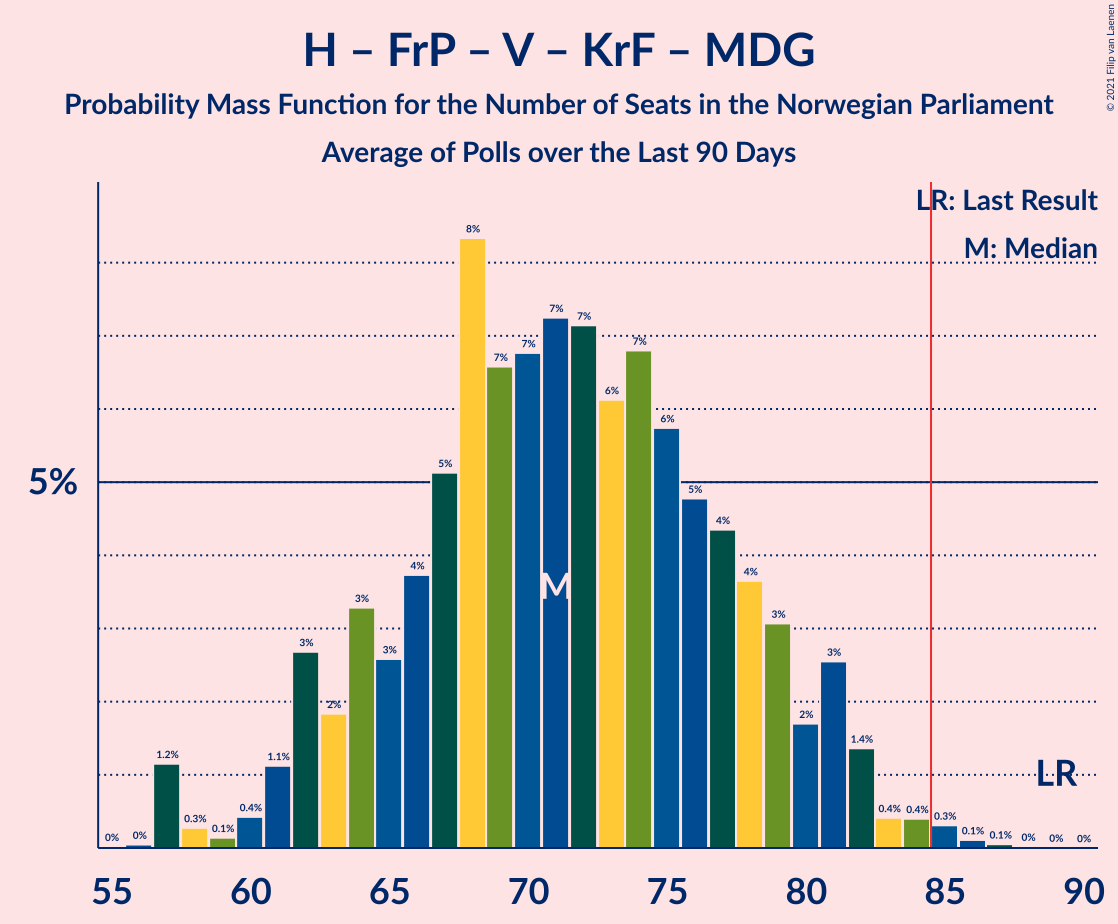 H – FrP – V – KrF – MDG
Probability Mass Function for the Number of Seats in the Norwegian Parliament
Average of Polls over the Last 90 Days
© 2021 Filip van Laenen
LR: Last Result
M: Median
5%
0% 0% 1.2% 0.3% 0.1% 0.4% 1.1% 3% 2% 3% 3% 4% 5% 8% 7% 7% 7% 7% 6% 7% 6% 5% 4% 4% 3% 2% 3% 1.4% 0.4% 0.4% 0.3% 0.1% 0.1% 0% 0% 0%
M
LR
55 60 65 70 75 80 85 90